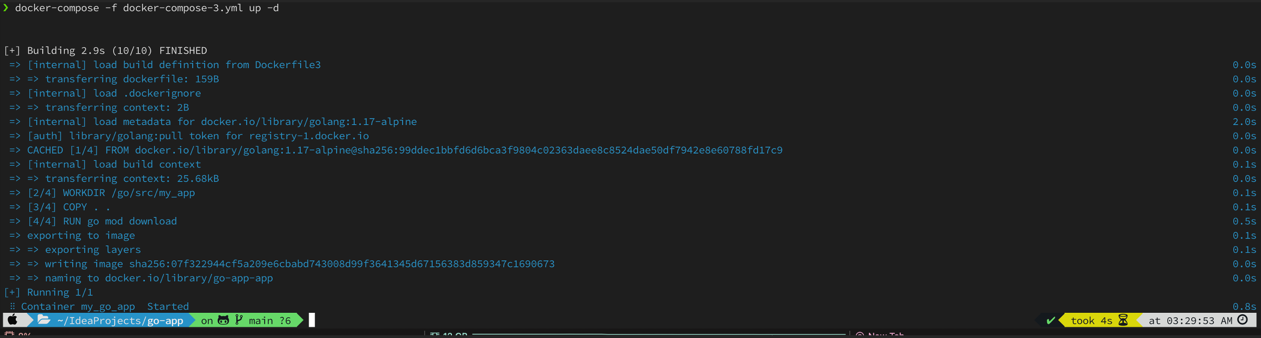 ❯ docker-compose -f docker-compose-3.yml up -d
[+] Building 2.9s (10/10) FINISHED
=> [internal] load build definition from Dockerfile3 0.0s
=> => transferring dockerfile: 159B 0.0s
=> [internal] load .dockerignore 0.0s
=> => transferring context: 2B 0.0s
=> [internal] load metadata for docker.io/library/golang:1.17-alpine 2.0s
=> [auth] library/golang:pull token for registry-1.docker.io 0.0s
=> CACHED [1/4] FROM docker.io/library/golang:1.17-alpine@sha256:99ddec1bbfd6d6bca3f9804c02363daee8c8524dae50df7942e8e60788fd17c9 0.0s
=> [internal] load build context 0.1s
=> => transferring context: 25.68kB 0.0s
=> [2/4] WORKDIR /go/src/my_app 0.1s
=> [3/4] COPY . . 0.1s
=> [4/4] RUN go mod download 0.5s
=> exporting to image 0.1s
=> => exporting layers 0.1s
=> => writing image sha256:07f322944cf5a209e6cbabd743008d99f3641345d67156383d859347c1690673 0.0s
=> => naming to docker.io/library/go-app-app 0.0s
[+] Running 1/1
⠿ Container my_go_app Started 0.8s
~/IdeaProjects/go-app on main ?6 ✔ took 4s at 03:29:53 AM